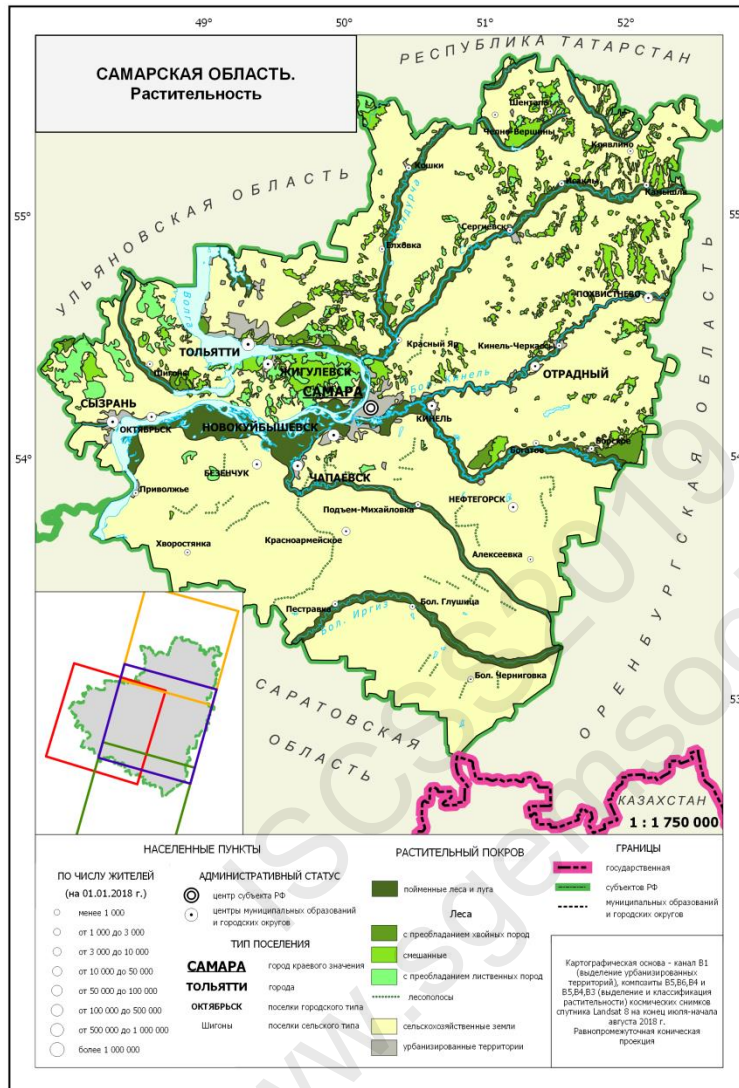 49°
50°
51°
52°
САМАРСКАЯ ОБЛАСТЬ.
Растительность
РЕСПУБЛИКА ТАТАРСТАН
УЛЬЯНОВСКАЯ ОБЛАСТЬ
55°
55°
54°
53
Шентала
Челно-Вершины
Клявлино
Кошки
Исаклы
Камышла
Кондурча
Сергиевск
Елховка
ПОХВИСТНЕВО
Волга
Красный Яр
Кинель-Черкассы
ТОЛЬЯТТИ
ЖИГУЛЕВСК
Бол. Кинель
ОТРАДНЫЙ
Шигоны
САМАРА
СЫЗРАНЬ
КИНЕЛЬ
ОКТЯБРЬСК
НОВОКУЙБЫШЕВСК
Богатое
Борское
БЕЗЕНЧУК
ЧАПАЕВСК
Приволжье
НЕФТЕГОРСК
Подъем-Михайловка
Красноармейское
Хворостянка
Алексеевка
Пестравка
Бол. Глушица
Бол. Иргиз
Бол. Черниговка
САРАТОВСКАЯ
ОБЛАСТЬ
ОРЕНБУРГСКАЯ ОБЛАСТЬ
КАЗАХСТАН
1 : 1 750 000
НАСЕЛЕННЫЕ ПУНКТЫ
ПО ЧИСЛУ ЖИТЕЛЕЙ
(на 01.01.2018 г.)
менее 1 000
от 1 000 до 3 000
от 3 000 до 10 000
от 10 000 до 50 000
от 50 000 до 100 000
от 100 000 до 500 000
от 500 000 до 1 000 000
более 1 000 000
АДМИНИСТРАТИВНЫЙ СТАТУС
центр субъекта РФ
центры муниципальных образований
и городских округов
ТИП ПОСЕЛЕНИЯ
САМАРА город краевого значения
ТОЛЬЯТТИ города
ОКТЯБРЬСК поселки городского типа
Шигоны поселки сельского типа
РАСТИТЕЛЬНЫЙ ПОКРОВ
пойменные леса и луга
Леса
с преобладанием хвойных пород
смешанные
с преобладанием лиственных пород
лесополосы
сельскохозяйственные земли
урбанизированные территории
ГРАНИЦЫ
государственная
субъектов РФ
муниципальных образований
и городских округов
Картографическая основа - канал B1
(выделение урбанизированных
территорий), композиты B5,B6,B4 и
B5,B4,B3 (выделение и классификация
растительности) космических снимков
спутника Landsat 8 на конец июля-начала
августа 2018 г.
Равнопромежуточная коническая
проекция